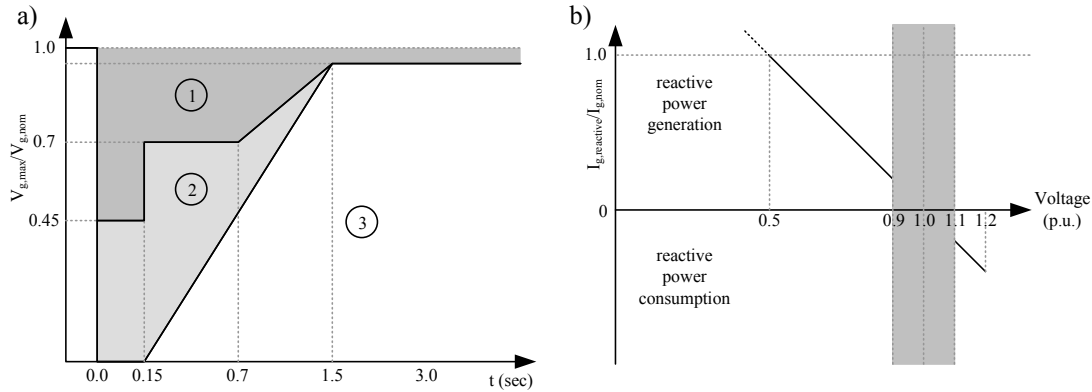 a)
1.0
0.7
0.45
V_g,max/V_g,nom
1
2
3
0.0 0.15 0.7 1.5 3.0 t (sec)
b)
1.0
0
I_g,reactive/I_g,nom
reactive
power
generation
reactive
power
consumption
0.5 0.9 1.0 1.1 1.2
Voltage
(p.u.)